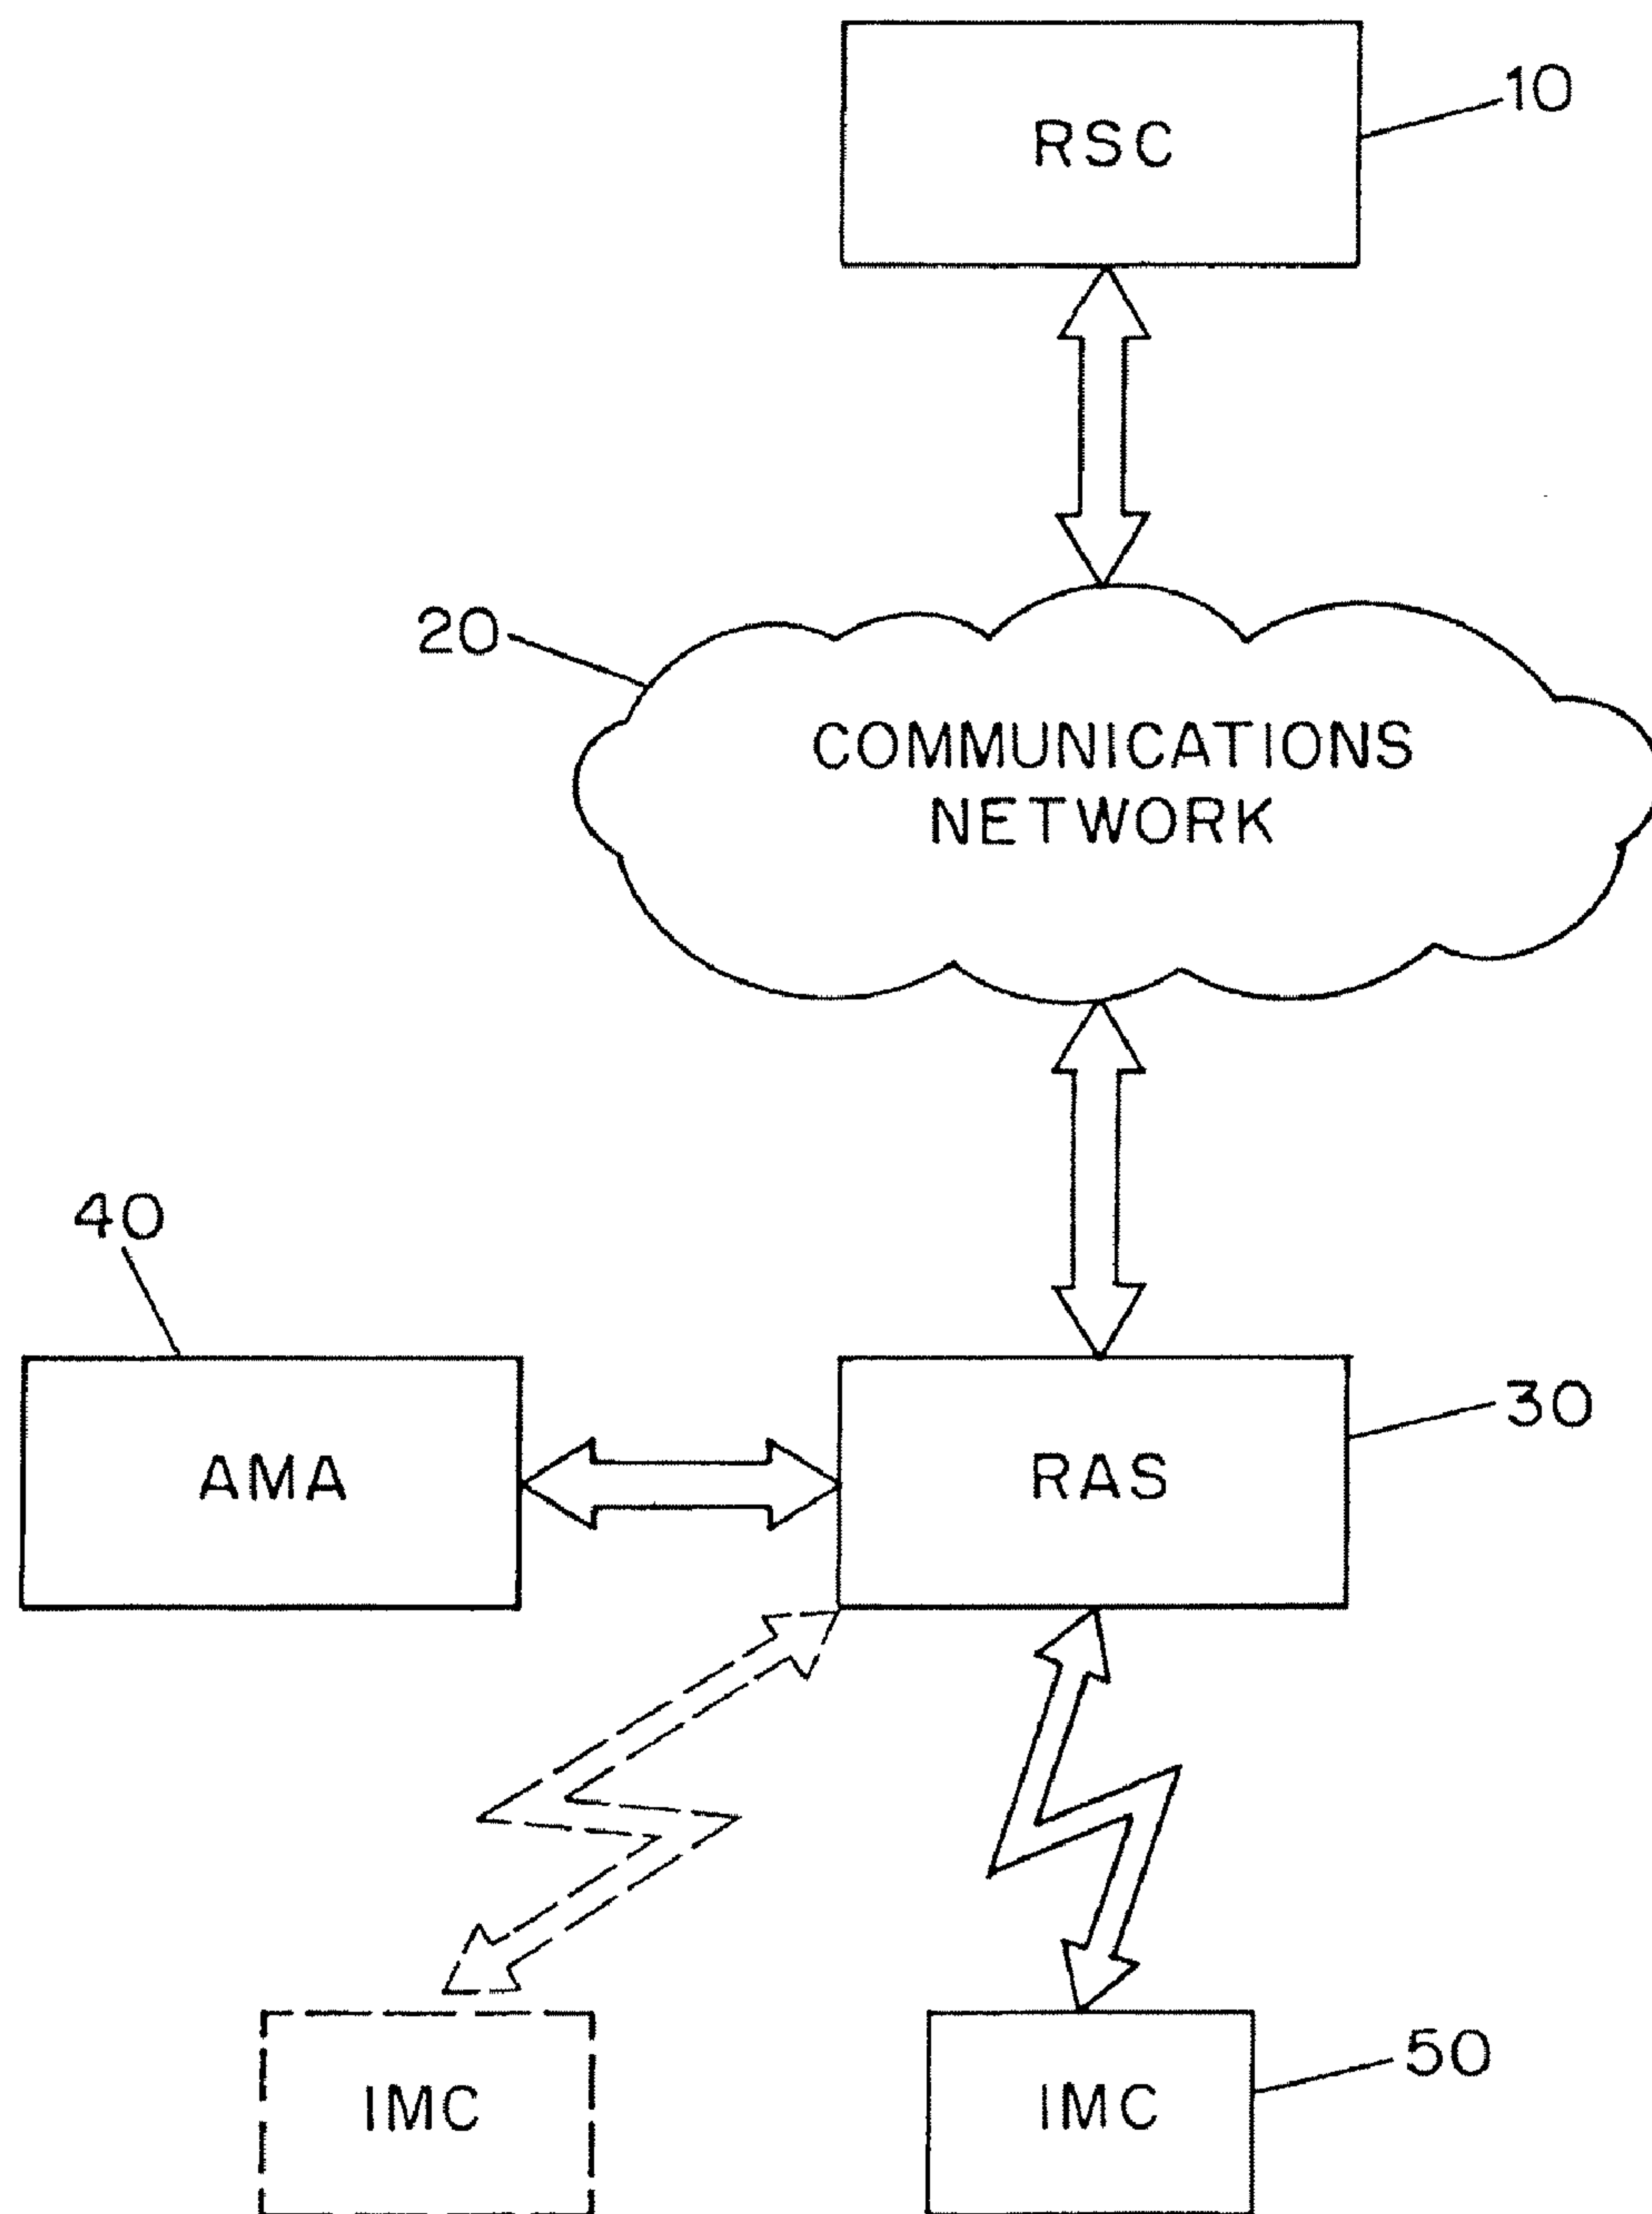 RSC
10
20
COMMUNICATIONS
NETWORK
40
30
AMA
RAS
IMC
IMC
50